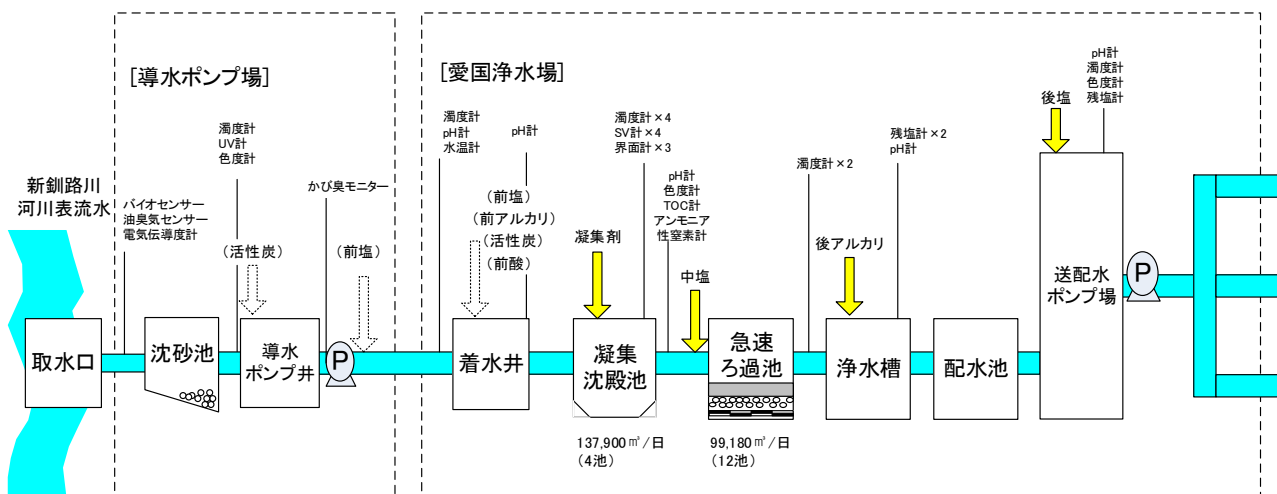 [導水ポンプ場]
[愛国浄水場]
新釧路川
河川表流水
バイオセンサー
油臭気センサー
電気伝導度計
濁度計
UV計
色度計
(活性炭)
かび臭モニター
(前塩)
濁度計
pH計
水温計
pH計
(前塩)
(前アルカリ)
(活性炭)
(前酸)
凝集剤
濁度計×4
SV計×4
界面計×3
pH計
色度計
TOC計
アンモニア
性窒素計
中塩
濁度計×2
後アルカリ
残塩計×2
pH計
後塩
pH計
濁度計
色度計
残塩計
取水口
沈砂池
導水
ポンプ井
P
着水井
凝集
沈殿池
137,900㎥/日
(4池)
急速
ろ過池
99,180㎥/日
(12池)
浄水槽
配水池
送配水
ポンプ場
P